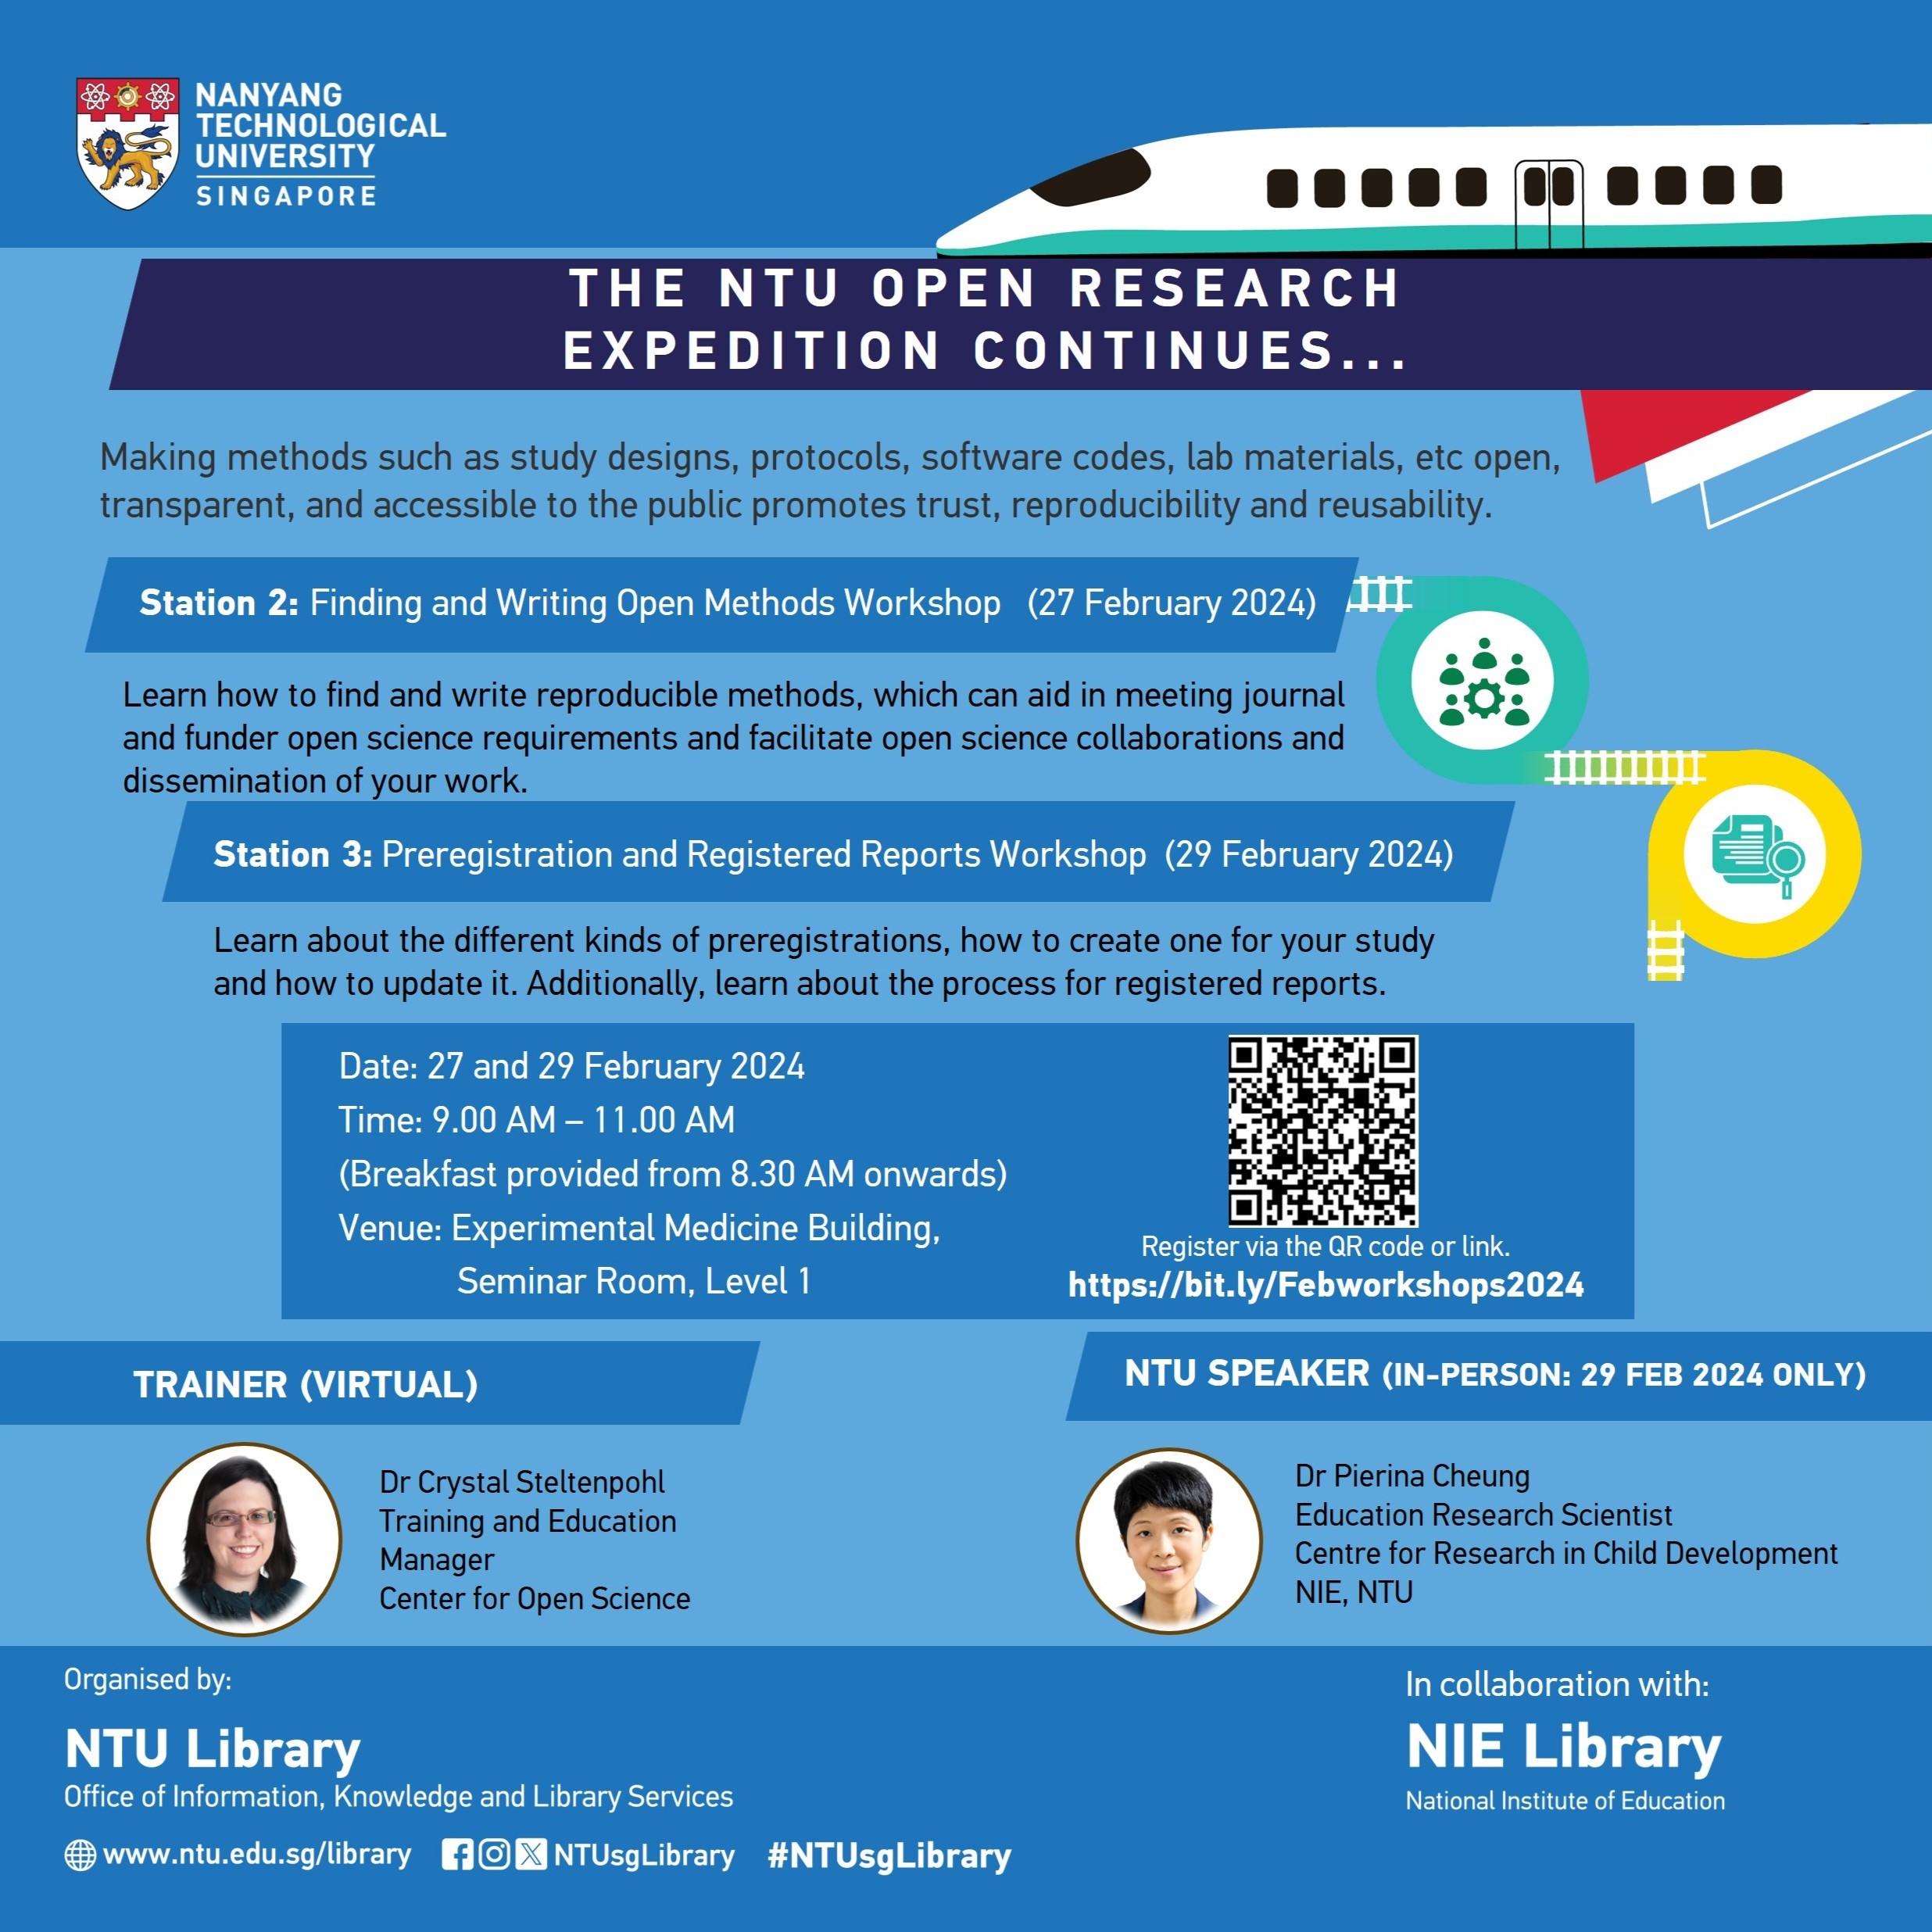 NANYANG
TECHNOLOGICAL
UNIVERSITY
SINGAPORE
THE NTU OPEN RESEARCH
EXPEDITION CONTINUES...
Making methods such as study designs, protocols, software codes, lab materials, etc open,
transparent, and accessible to the public promotes trust, reproducibility and reusability.
Station 2: Finding and Writing Open Methods Workshop (27 February 2024)
Learn how to find and write reproducible methods, which can aid in meeting journal
and funder open science requirements and facilitate open science collaborations and
dissemination of your work.
Station 3: Preregistration and Registered Reports Workshop (29 February 2024)
Learn about the different kinds of preregistrations, how to create one for your study
and how to update it. Additionally, learn about the process for registered reports.
Date: 27 and 29 February 2024
Time: 9.00 AM – 11.00 AM
(Breakfast provided from 8.30 AM onwards)
Venue: Experimental Medicine Building,
Seminar Room, Level 1
Register via the QR code or link.
https://bit.ly/Febworkshops2024
TRAINER (VIRTUAL)
Dr Crystal Steltenpohl
Training and Education
Manager
Center for Open Science
NTU SPEAKER (IN-PERSON: 29 FEB 2024 ONLY)
Dr Pierina Cheung
Education Research Scientist
Centre for Research in Child Development
NIE, NTU
Organised by:
NTU Library
Office of Information, Knowledge and Library Services
www.ntu.edu.sg/library NTUsgLibrary #NTUsgLibrary
In collaboration with:
NIE Library
National Institute of Education